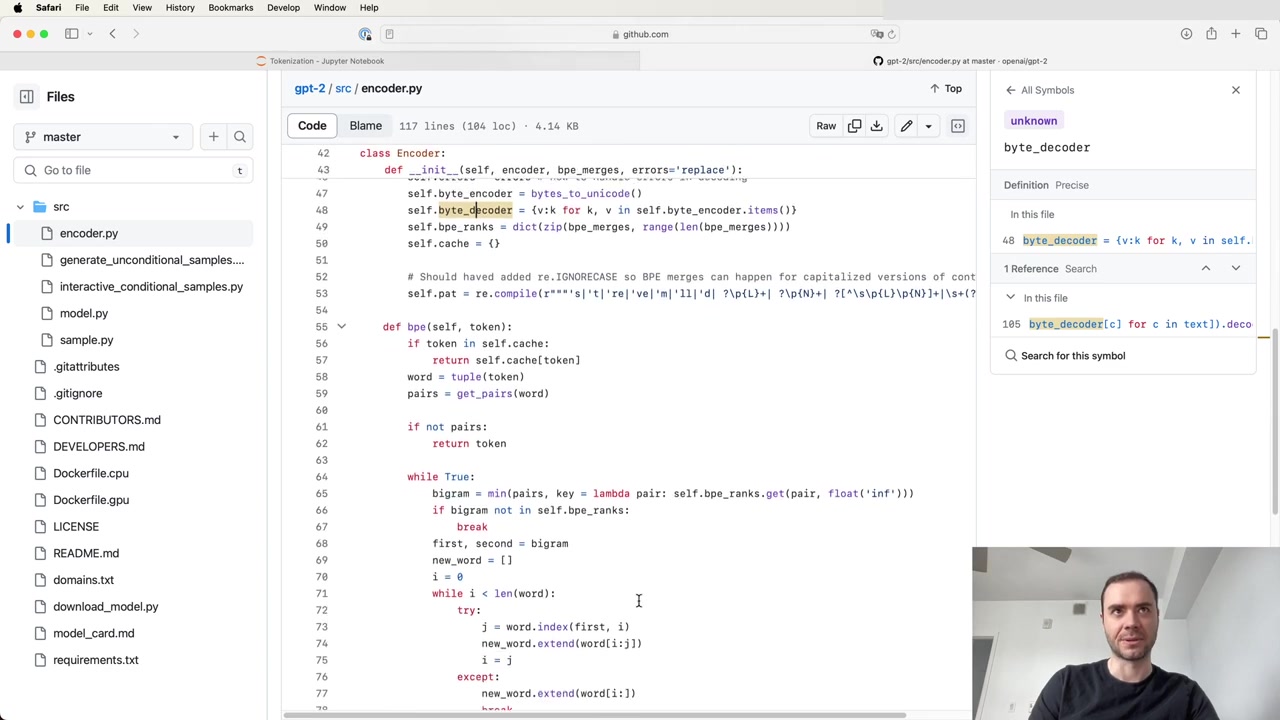 Safari File Edit View History Bookmarks Develop Window Help
github.com
Tokenization - Jupyter Notebook
gpt-2/src/encoder.py at master · openai/gpt-2
Files
master
Go to file t
src
encoder.py
generate_unconditional_samples....
interactive_conditional_samples.py
model.py
sample.py
.gitattributes
.gitignore
CONTRIBUTORS.md
DEVELOPERS.md
Dockerfile.cpu
Dockerfile.gpu
LICENSE
README.md
domains.txt
download_model.py
model_card.md
requirements.txt
gpt-2 / src / encoder.py
Top
Code Blame 117 lines (104 loc) · 4.14 KB
Raw
42 class Encoder:
43 def __init__(self, encoder, bpe_merges, errors='replace'):
47 self.byte_encoder = bytes_to_unicode()
48 self.byte_decoder = {v:k for k, v in self.byte_encoder.items()}
49 self.bpe_ranks = dict(zip(bpe_merges, range(len(bpe_merges))))
50 self.cache = {}
51
52 # Should haved added re.IGNORECASE so BPE merges can happen for capitalized versions of cont
53 self.pat = re.compile(r"""'s|'t|'re|'ve|'m|'ll|'d| ?\p{L}+| ?\p{N}+| ?[^\s\p{L}\p{N}]+|\s+(?
54
55 def bpe(self, token):
56 if token in self.cache:
57 return self.cache[token]
58 word = tuple(token)
59 pairs = get_pairs(word)
60
61 if not pairs:
62 return token
63
64 while True:
65 bigram = min(pairs, key = lambda pair: self.bpe_ranks.get(pair, float('inf')))
66 if bigram not in self.bpe_ranks:
67 break
68 first, second = bigram
69 new_word = []
70 i = 0
71 while i < len(word):
72 try:
73 j = word.index(first, i)
74 new_word.extend(word[i:j])
75 i = j
76 except:
77 new_word.extend(word[i:])
78 break
All Symbols
unknown
byte_decoder
Definition Precise
In this file
48 byte_decoder = {v:k for k, v in self.
1 Reference Search
In this file
105 byte_decoder[c] for c in text]).deco
Search for this symbol